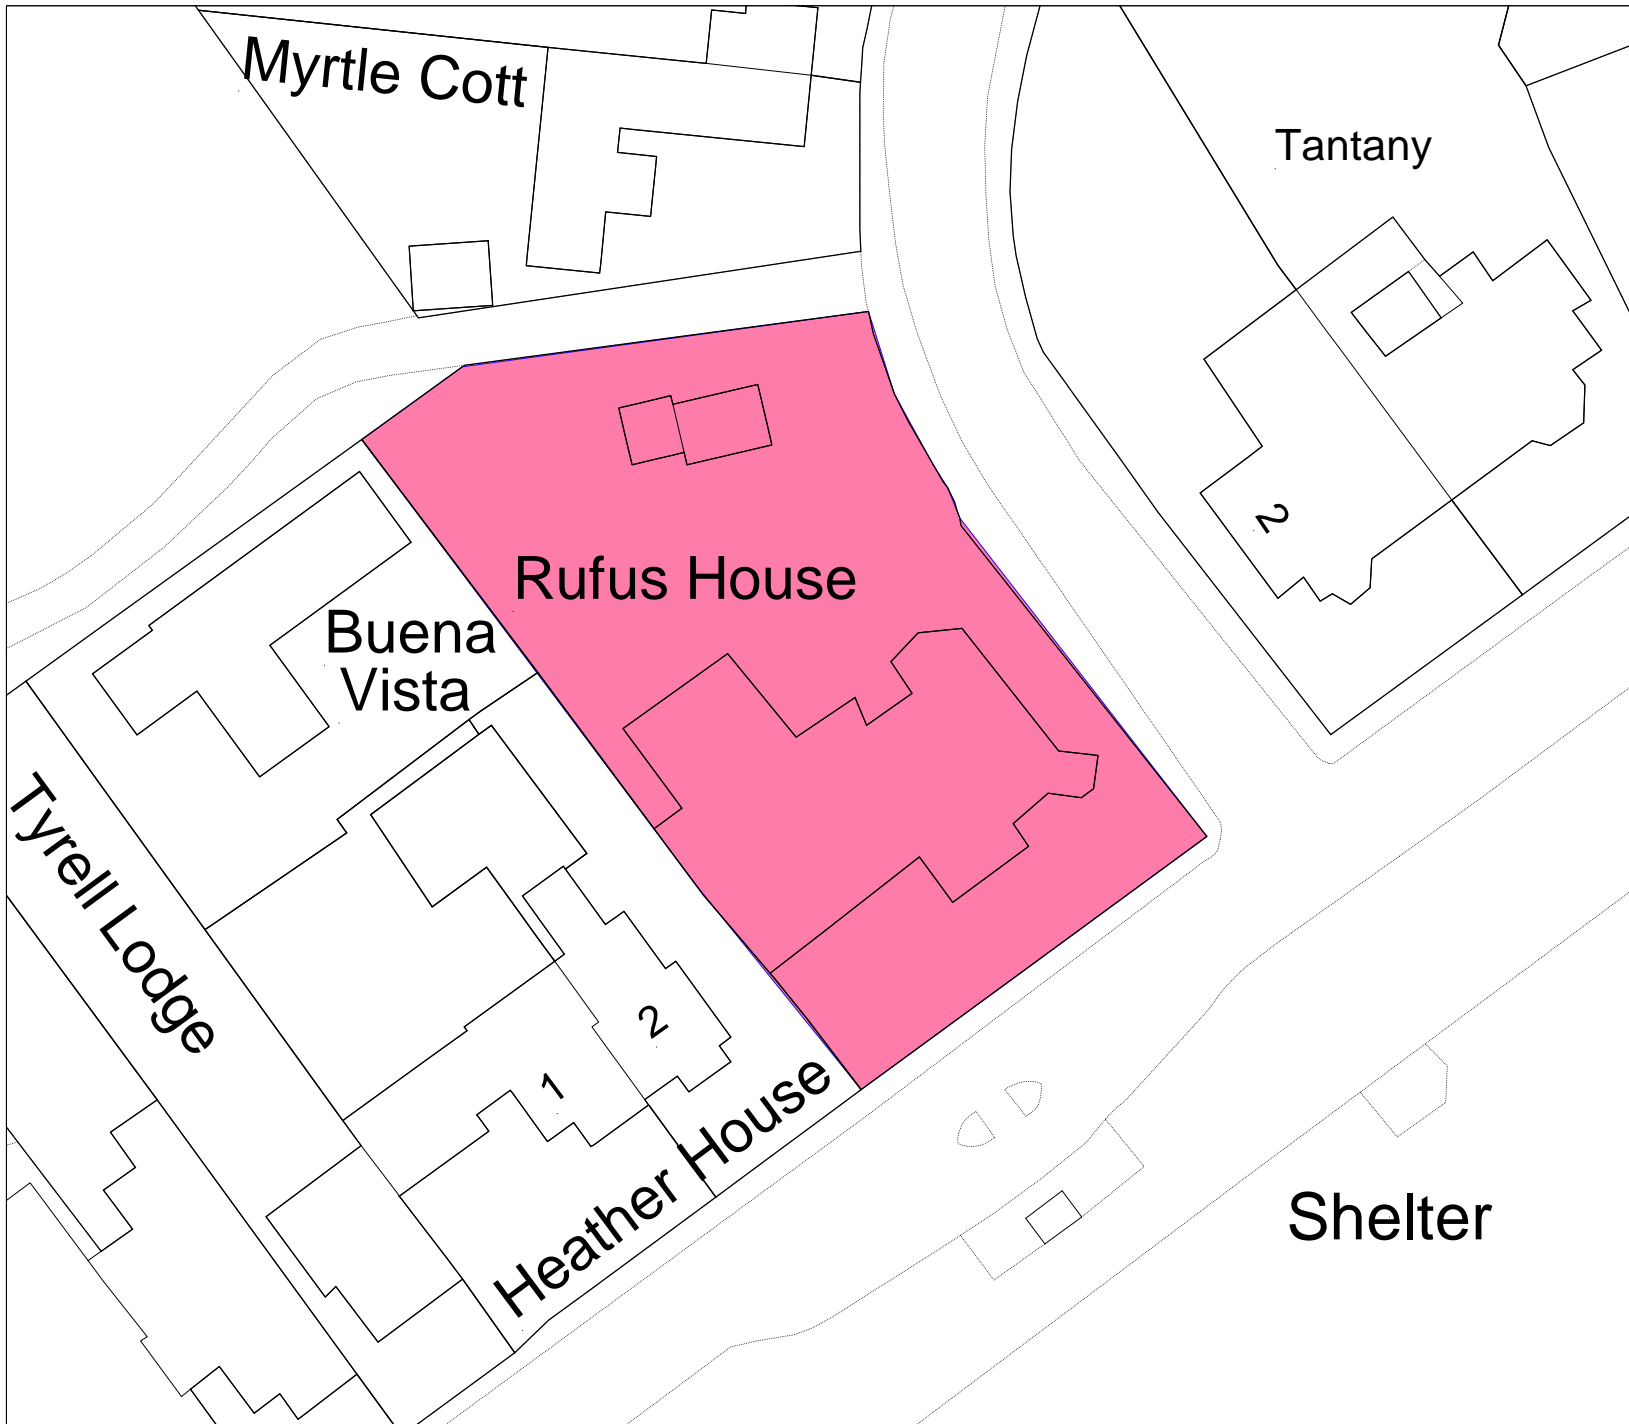 Myrtle Cott
Tantany
2
Rufus House
Buena
Vista
Tyrell Lodge
2
1
Heather House
Shelter